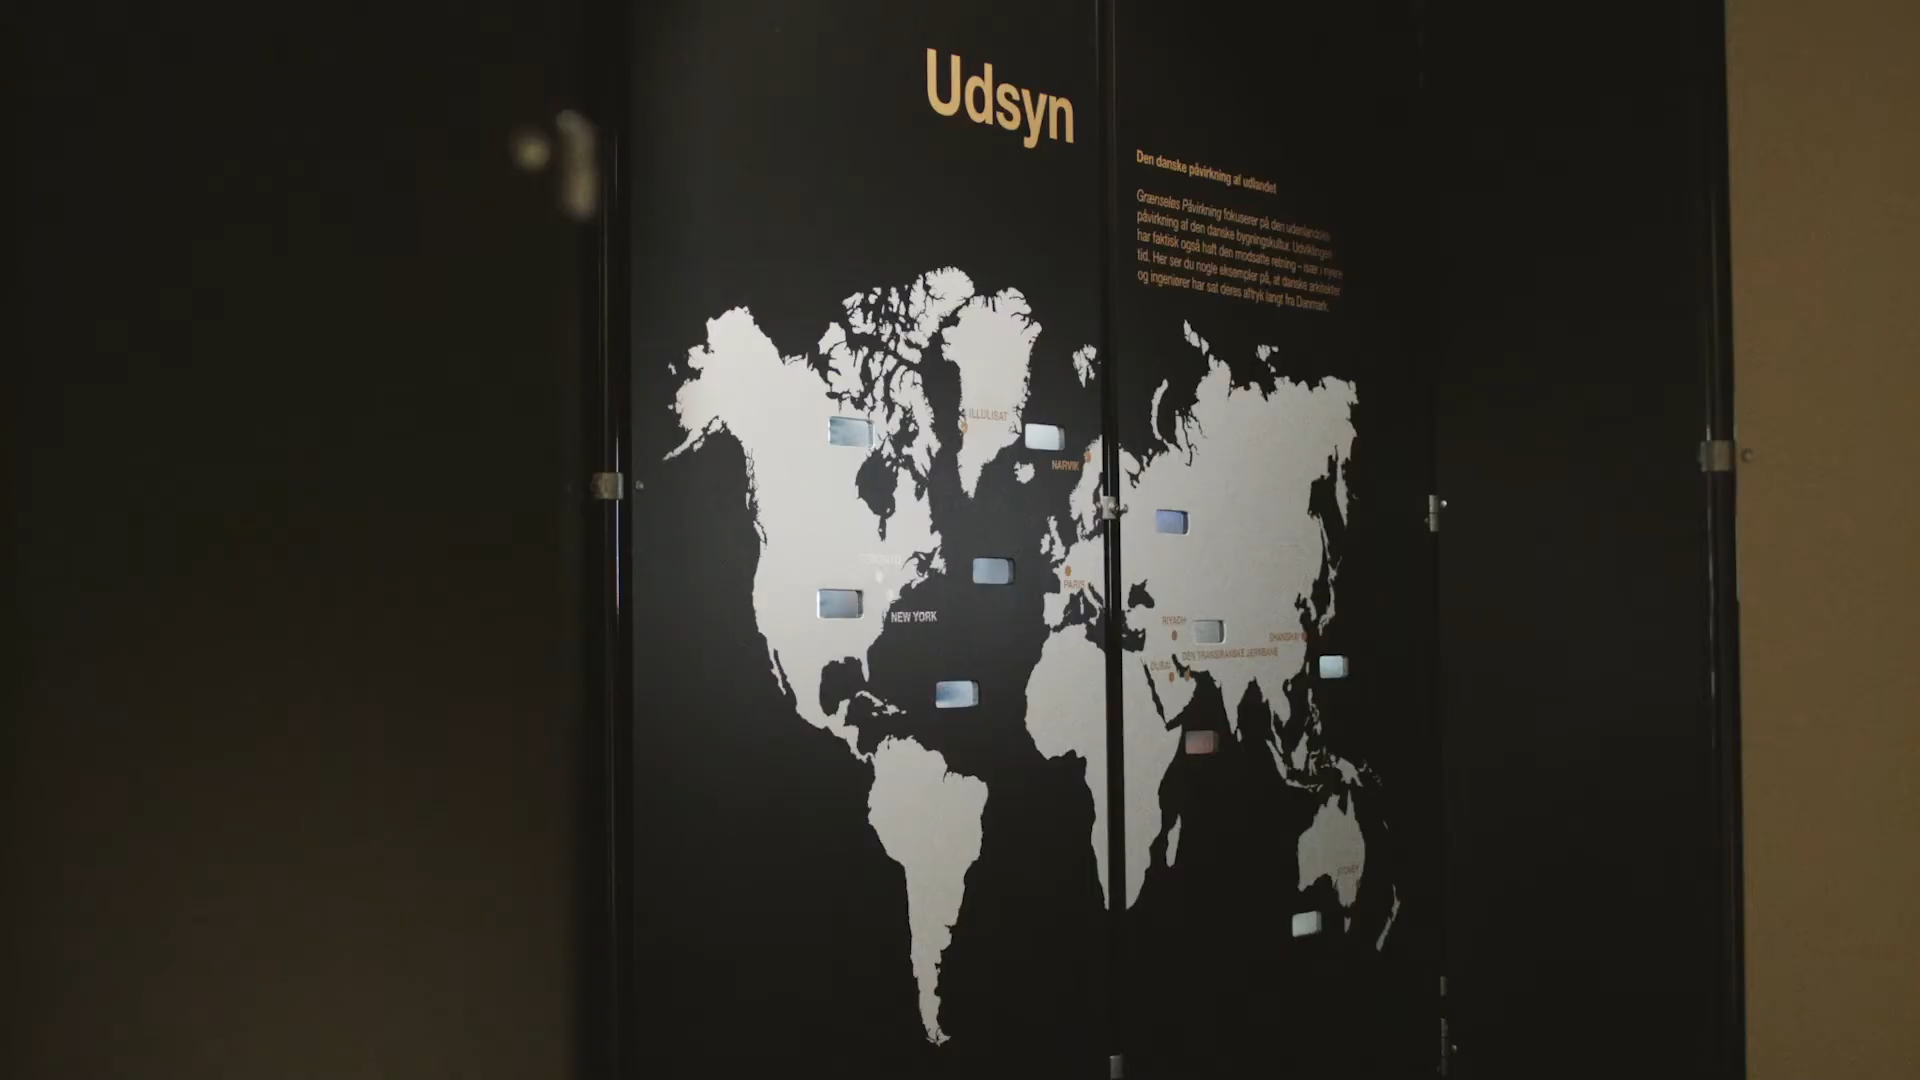 Udsyn
Den danske påvirkning af udlandet
Grænseløs Påvirkning fokuserer på den udenlandske
påvirkning af den danske bygningskultur. Udviklingen
har faktisk også haft den modsatte retning – især i nyere
tid. Her ser du nogle eksempler på, at danske arkitekter
og ingeniører har sat deres aftryk langt fra Danmark.
ILLULISAT
NARVIK
TORONTO
PARIS
NEW YORK
RIYADH
SHANGHAI
DEN TRANSIRANSKE JERNBANE
DUBAI
SYDNEY